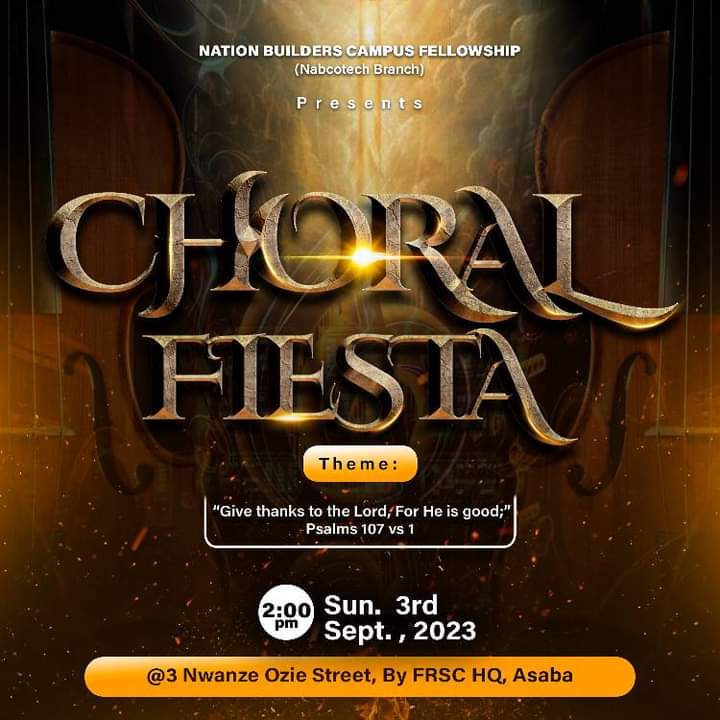 NATION BUILDERS CAMPUS FELLOWSHIP
(Nabcotech Branch)
Presents
CHORAL
FIESTA
Theme:
“Give thanks to the Lord, For He is good;”
Psalms 107 vs 1
2:00
pm
Sun. 3rd
Sept. , 2023
@3 Nwanze Ozie Street, By FRSC HQ, Asaba